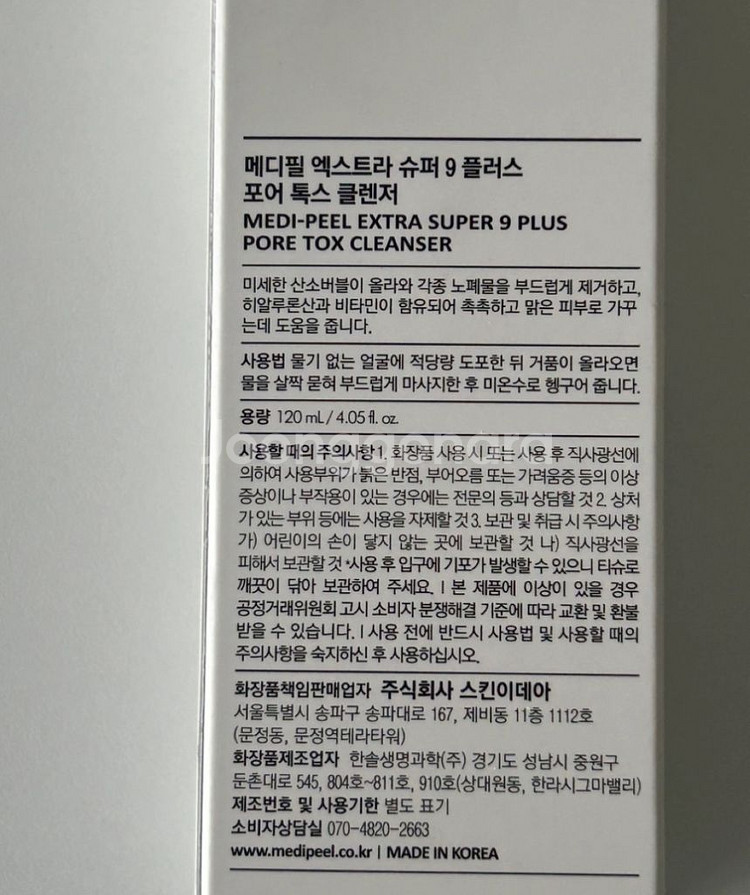 메디필 엑스트라 슈퍼 9 플러스
포어 톡스 클렌저
MEDI-PEEL EXTRA SUPER 9 PLUS
PORE TOX CLEANSER
미세한 산소버블이 올라와 각종 노폐물을 부드럽게 제거하고,
히알루론산과 비타민이 함유되어 촉촉하고 맑은 피부로 가꾸
는데 도움을 줍니다.
사용법 물기 없는 얼굴에 적당량 도포한 뒤 거품이 올라오면
물을 살짝 묻혀 부드럽게 마사지한 후 미온수로 헹구어 줍니다.
용량 120 mL / 4.05 fl. oz.
joonggonara
사용할 때의 주의사항 1. 화장품 사용 시 또는 사용 후 직사광선에
의하여 사용부위가 붉은 반점, 부어오름 또는 가려움증 등의 이상
증상이나 부작용이 있는 경우에는 전문의 등과 상담할 것 2. 상처
가 있는 부위 등에는 사용을 자제할 것 3. 보관 및 취급 시 주의사항
가) 어린이의 손이 닿지 않는 곳에 보관할 것 나) 직사광선을
피해서 보관할 것 *사용 후 입구에 기포가 발생할 수 있으니 티슈로
깨끗이 닦아 보관하여 주세요. I 본 제품에 이상이 있을 경우
공정거래위원회 고시 소비자 분쟁해결 기준에 따라 교환 및 환불
받을 수 있습니다. I 사용 전에 반드시 사용법 및 사용할 때의
주의사항을 숙지하신 후 사용하십시오.
화장품책임판매업자 주식회사 스킨이데아
서울특별시 송파구 송파대로 167, 제비동 11층 1112호
(문정동, 문정역테라타워)
화장품제조업자 한솔생명과학(주) 경기도 성남시 중원구
둔촌대로 545, 804호~811호, 910호(상대원동, 한라시그마밸리)
제조번호 및 사용기한 별도 표기
소비자상담실 070-4820-2663
www.medipeel.co.kr | MADE IN KOREA